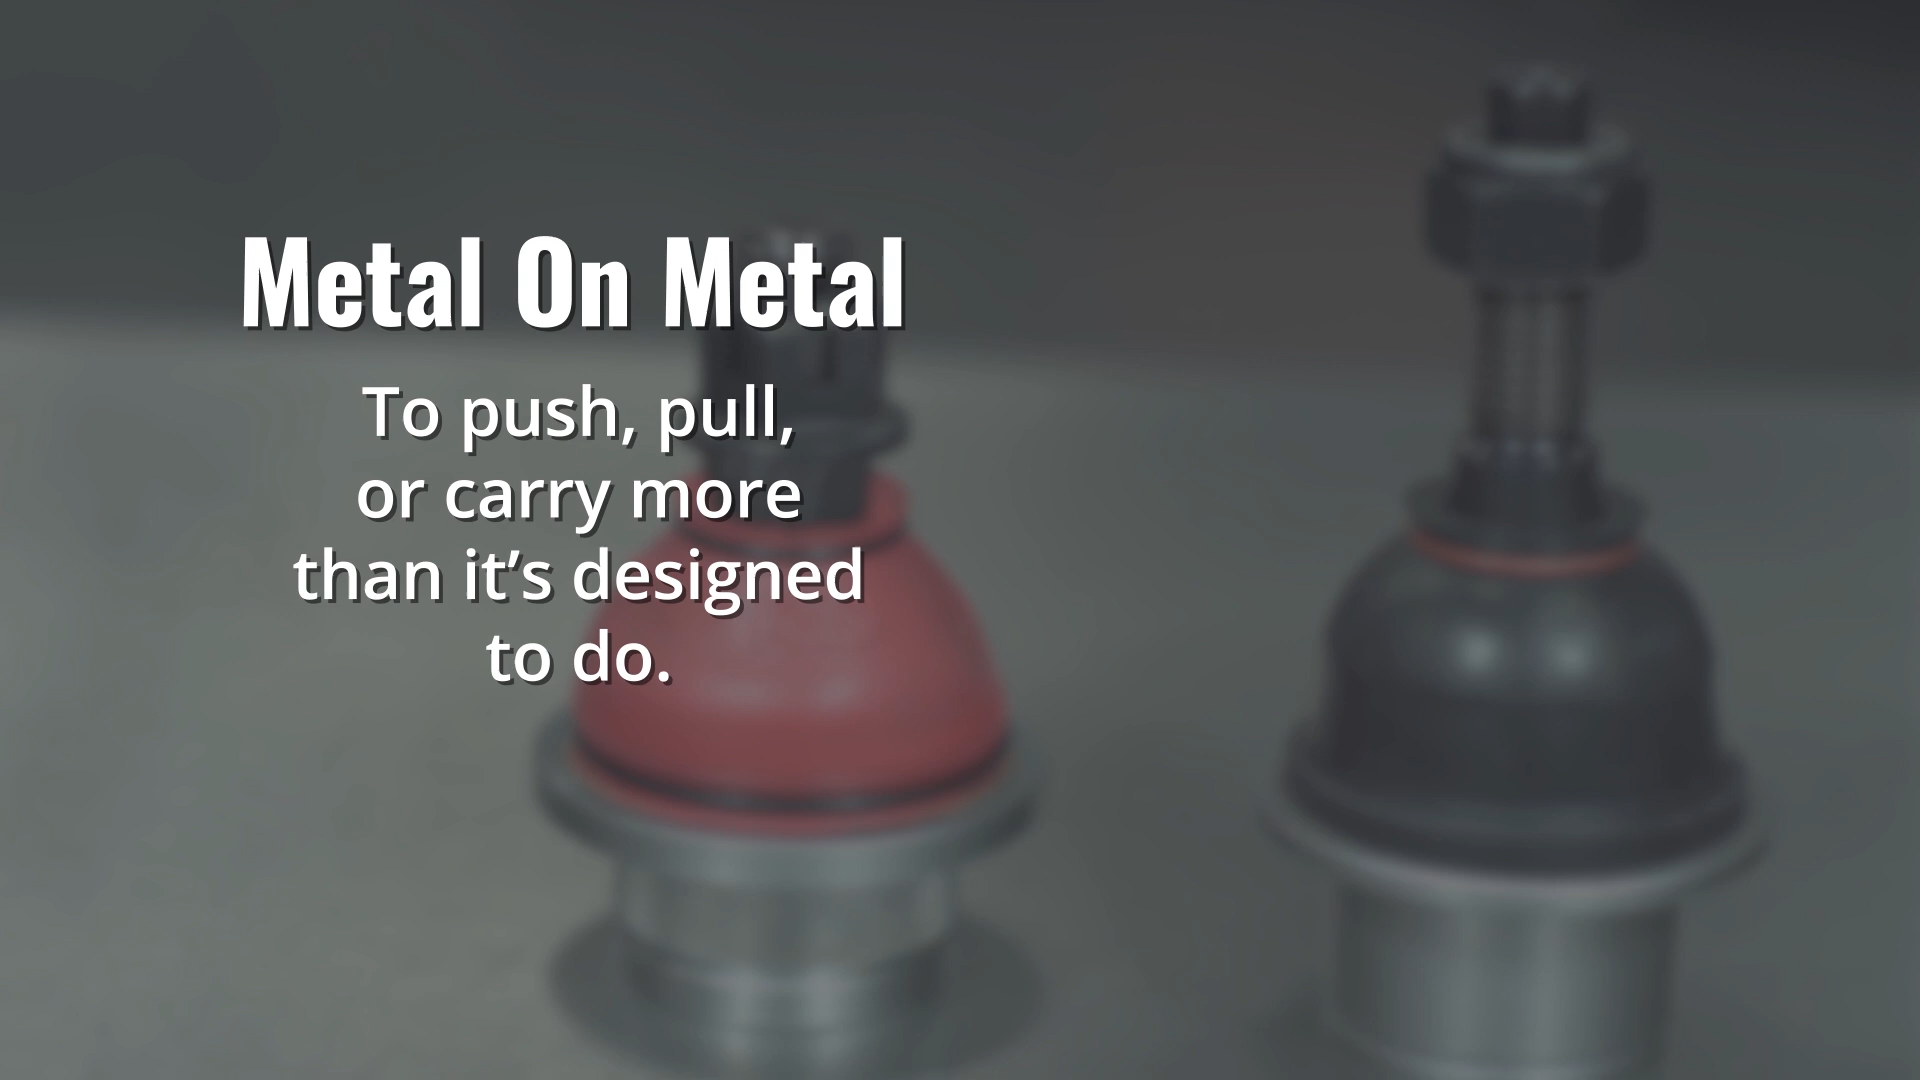 Metal On Metal
To push, pull,
or carry more
than it’s designed
to do.